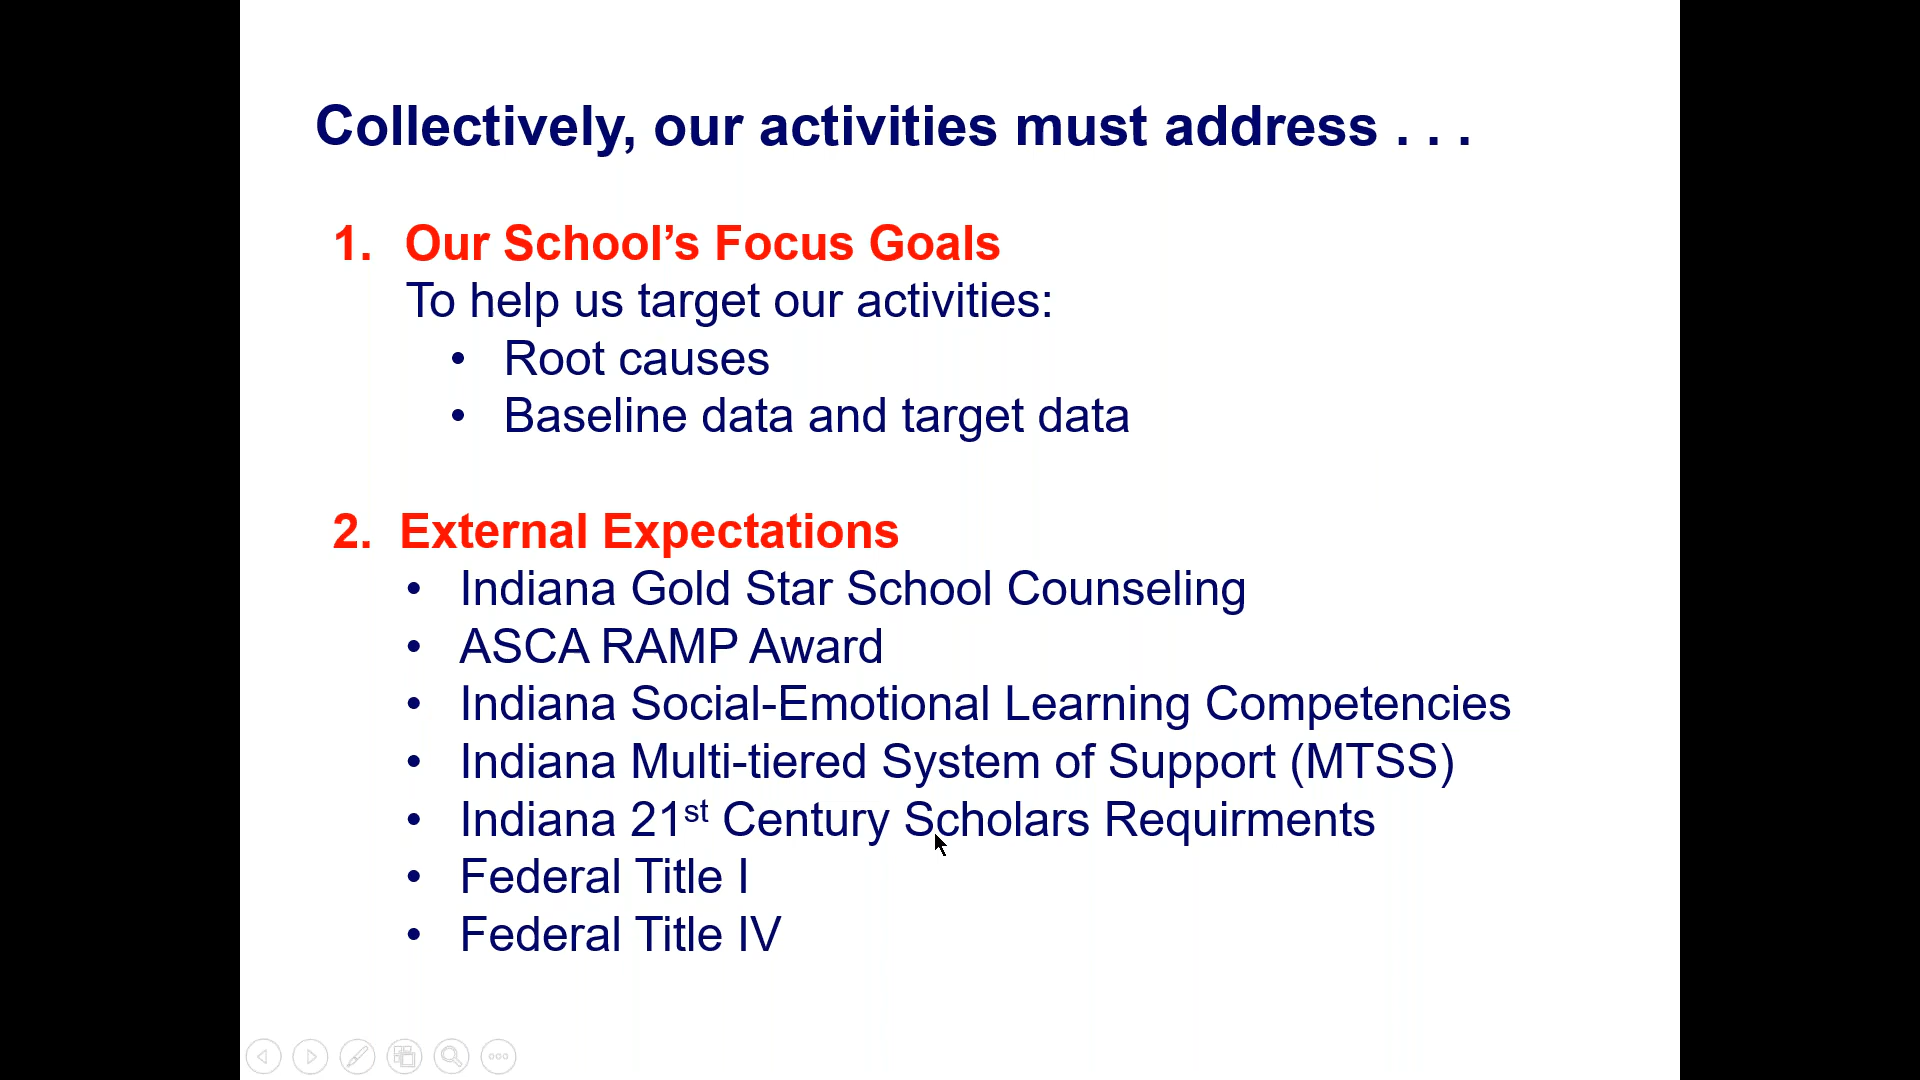 Collectively, our activities must address . . .
1. Our School’s Focus Goals
To help us target our activities:
• Root causes
• Baseline data and target data
2. External Expectations
• Indiana Gold Star School Counseling
• ASCA RAMP Award
• Indiana Social-Emotional Learning Competencies
• Indiana Multi-tiered System of Support (MTSS)
• Indiana 21st Century Scholars Requirments
• Federal Title I
• Federal Title IV